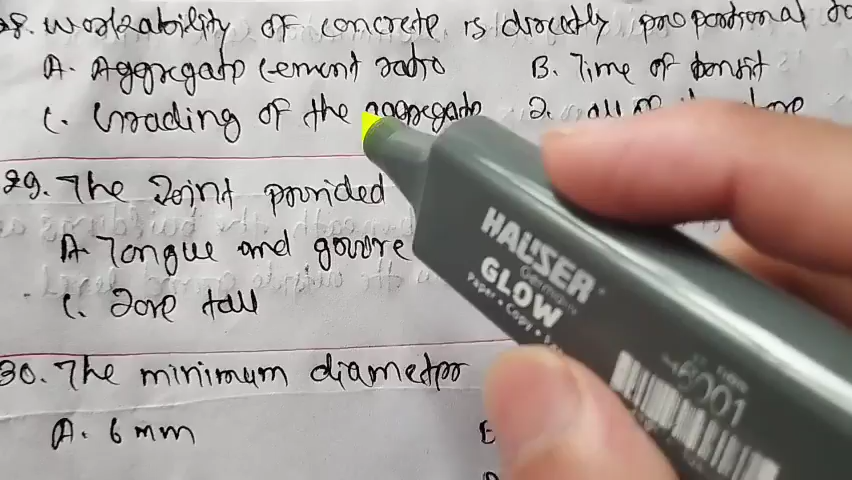 28. Workability of concrete is directly proportional to
A. Aggregate cement ratio B. Time of transit
C. Grading of the aggregate D. all of the above
29. The Joint provided
A. Tongue and goovre
C. Dove tail
30. The minimum diameter
A. 6 mm
HAUSER
Germany
GLOW
Paper • Copy •
6001